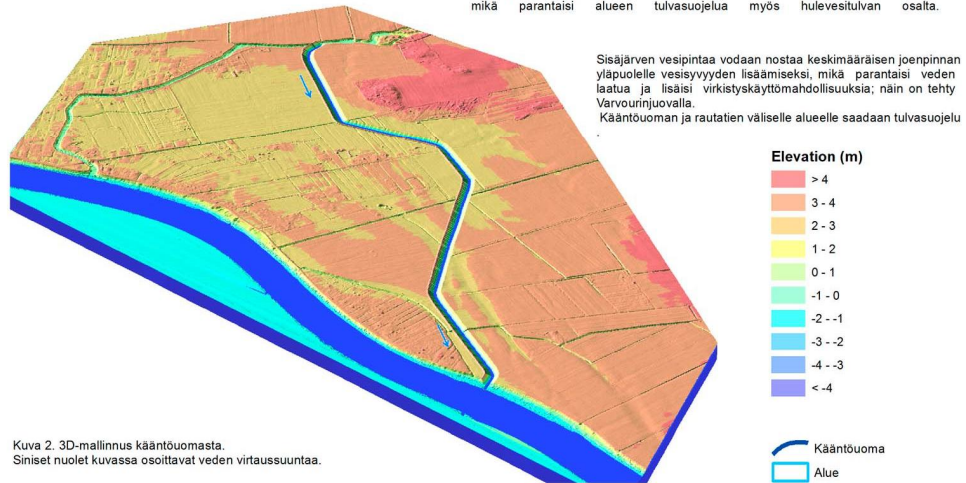 mikä parantaisi alueen tulvasuojelua myös hulevesitulvan osalta.
Sisäjärven vesipintaa vodaan nostaa keskimääräisen joenpinnan
yläpuolelle vesisyvyyden lisäämiseksi, mikä parantaisi veden
laatua ja lisäisi virkistyskäyttömahdollisuuksia; näin on tehty
Varvourinjuovalla.
Kääntöuoman ja rautatien väliselle alueelle saadaan tulvasuojelu
.
Elevation (m)
> 4
3 - 4
2 - 3
1 - 2
0 - 1
-1 - 0
-2 - -1
-3 - -2
-4 - -3
< -4
Kääntöuoma
Alue
Kuva 2. 3D-mallinnus kääntöuomasta.
Siniset nuolet kuvassa osoittavat veden virtaussuuntaa.